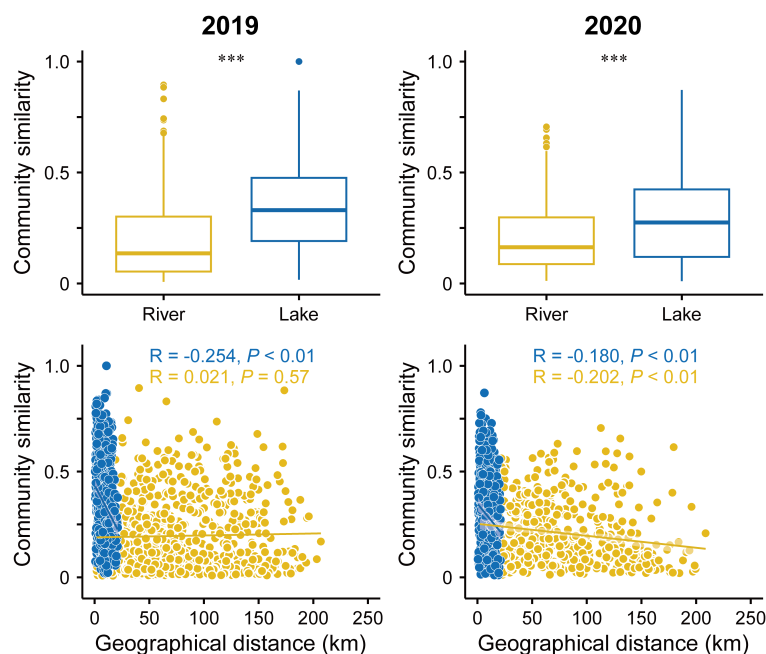 2019
2020
Community similarity
1.0
0.5
0
***
River
Lake
Community similarity
1.0
0.5
0
***
River
Lake
Community similarity
1.0
0.5
0
R = -0.254, P < 0.01
R = 0.021, P = 0.57
0 50 100 150 200 250
Geographical distance (km)
Community similarity
1.0
0.5
0
R = -0.180, P < 0.01
R = -0.202, P < 0.01
0 50 100 150 200 250
Geographical distance (km)